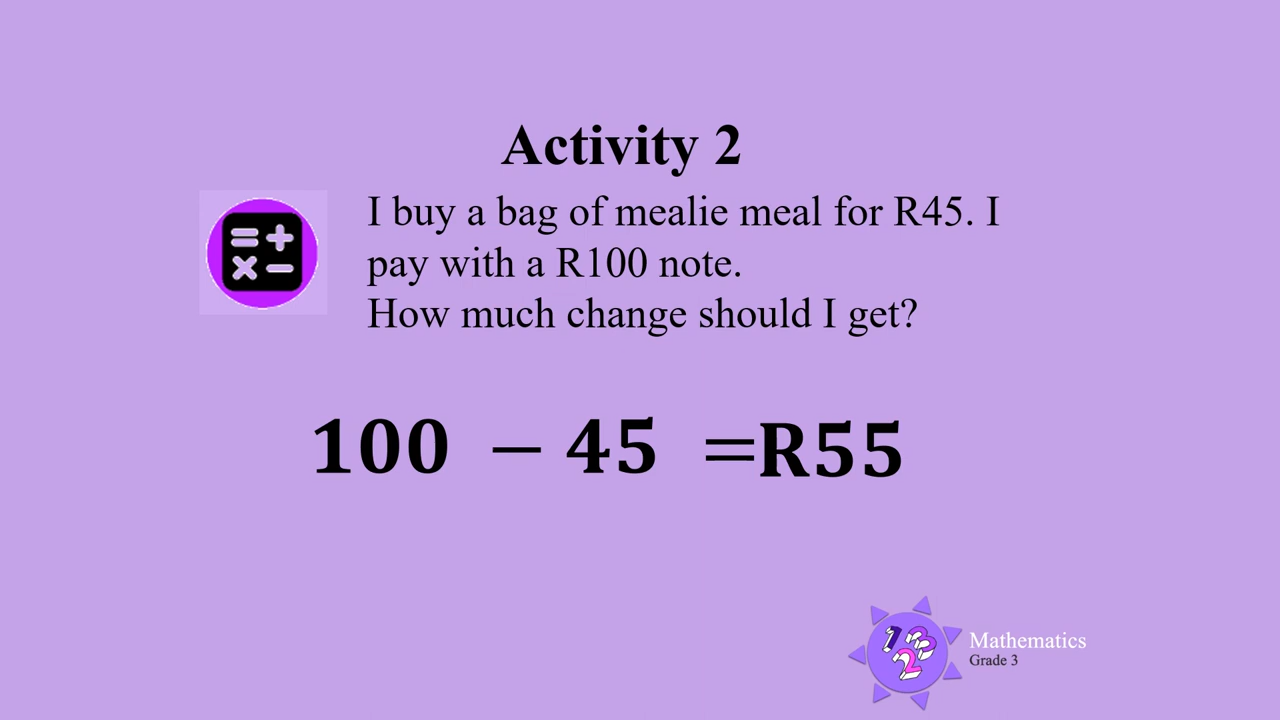 Activity 2
I buy a bag of mealie meal for R45. I
pay with a R100 note.
How much change should I get?
100 − 45 =R55
123
Mathematics
Grade 3